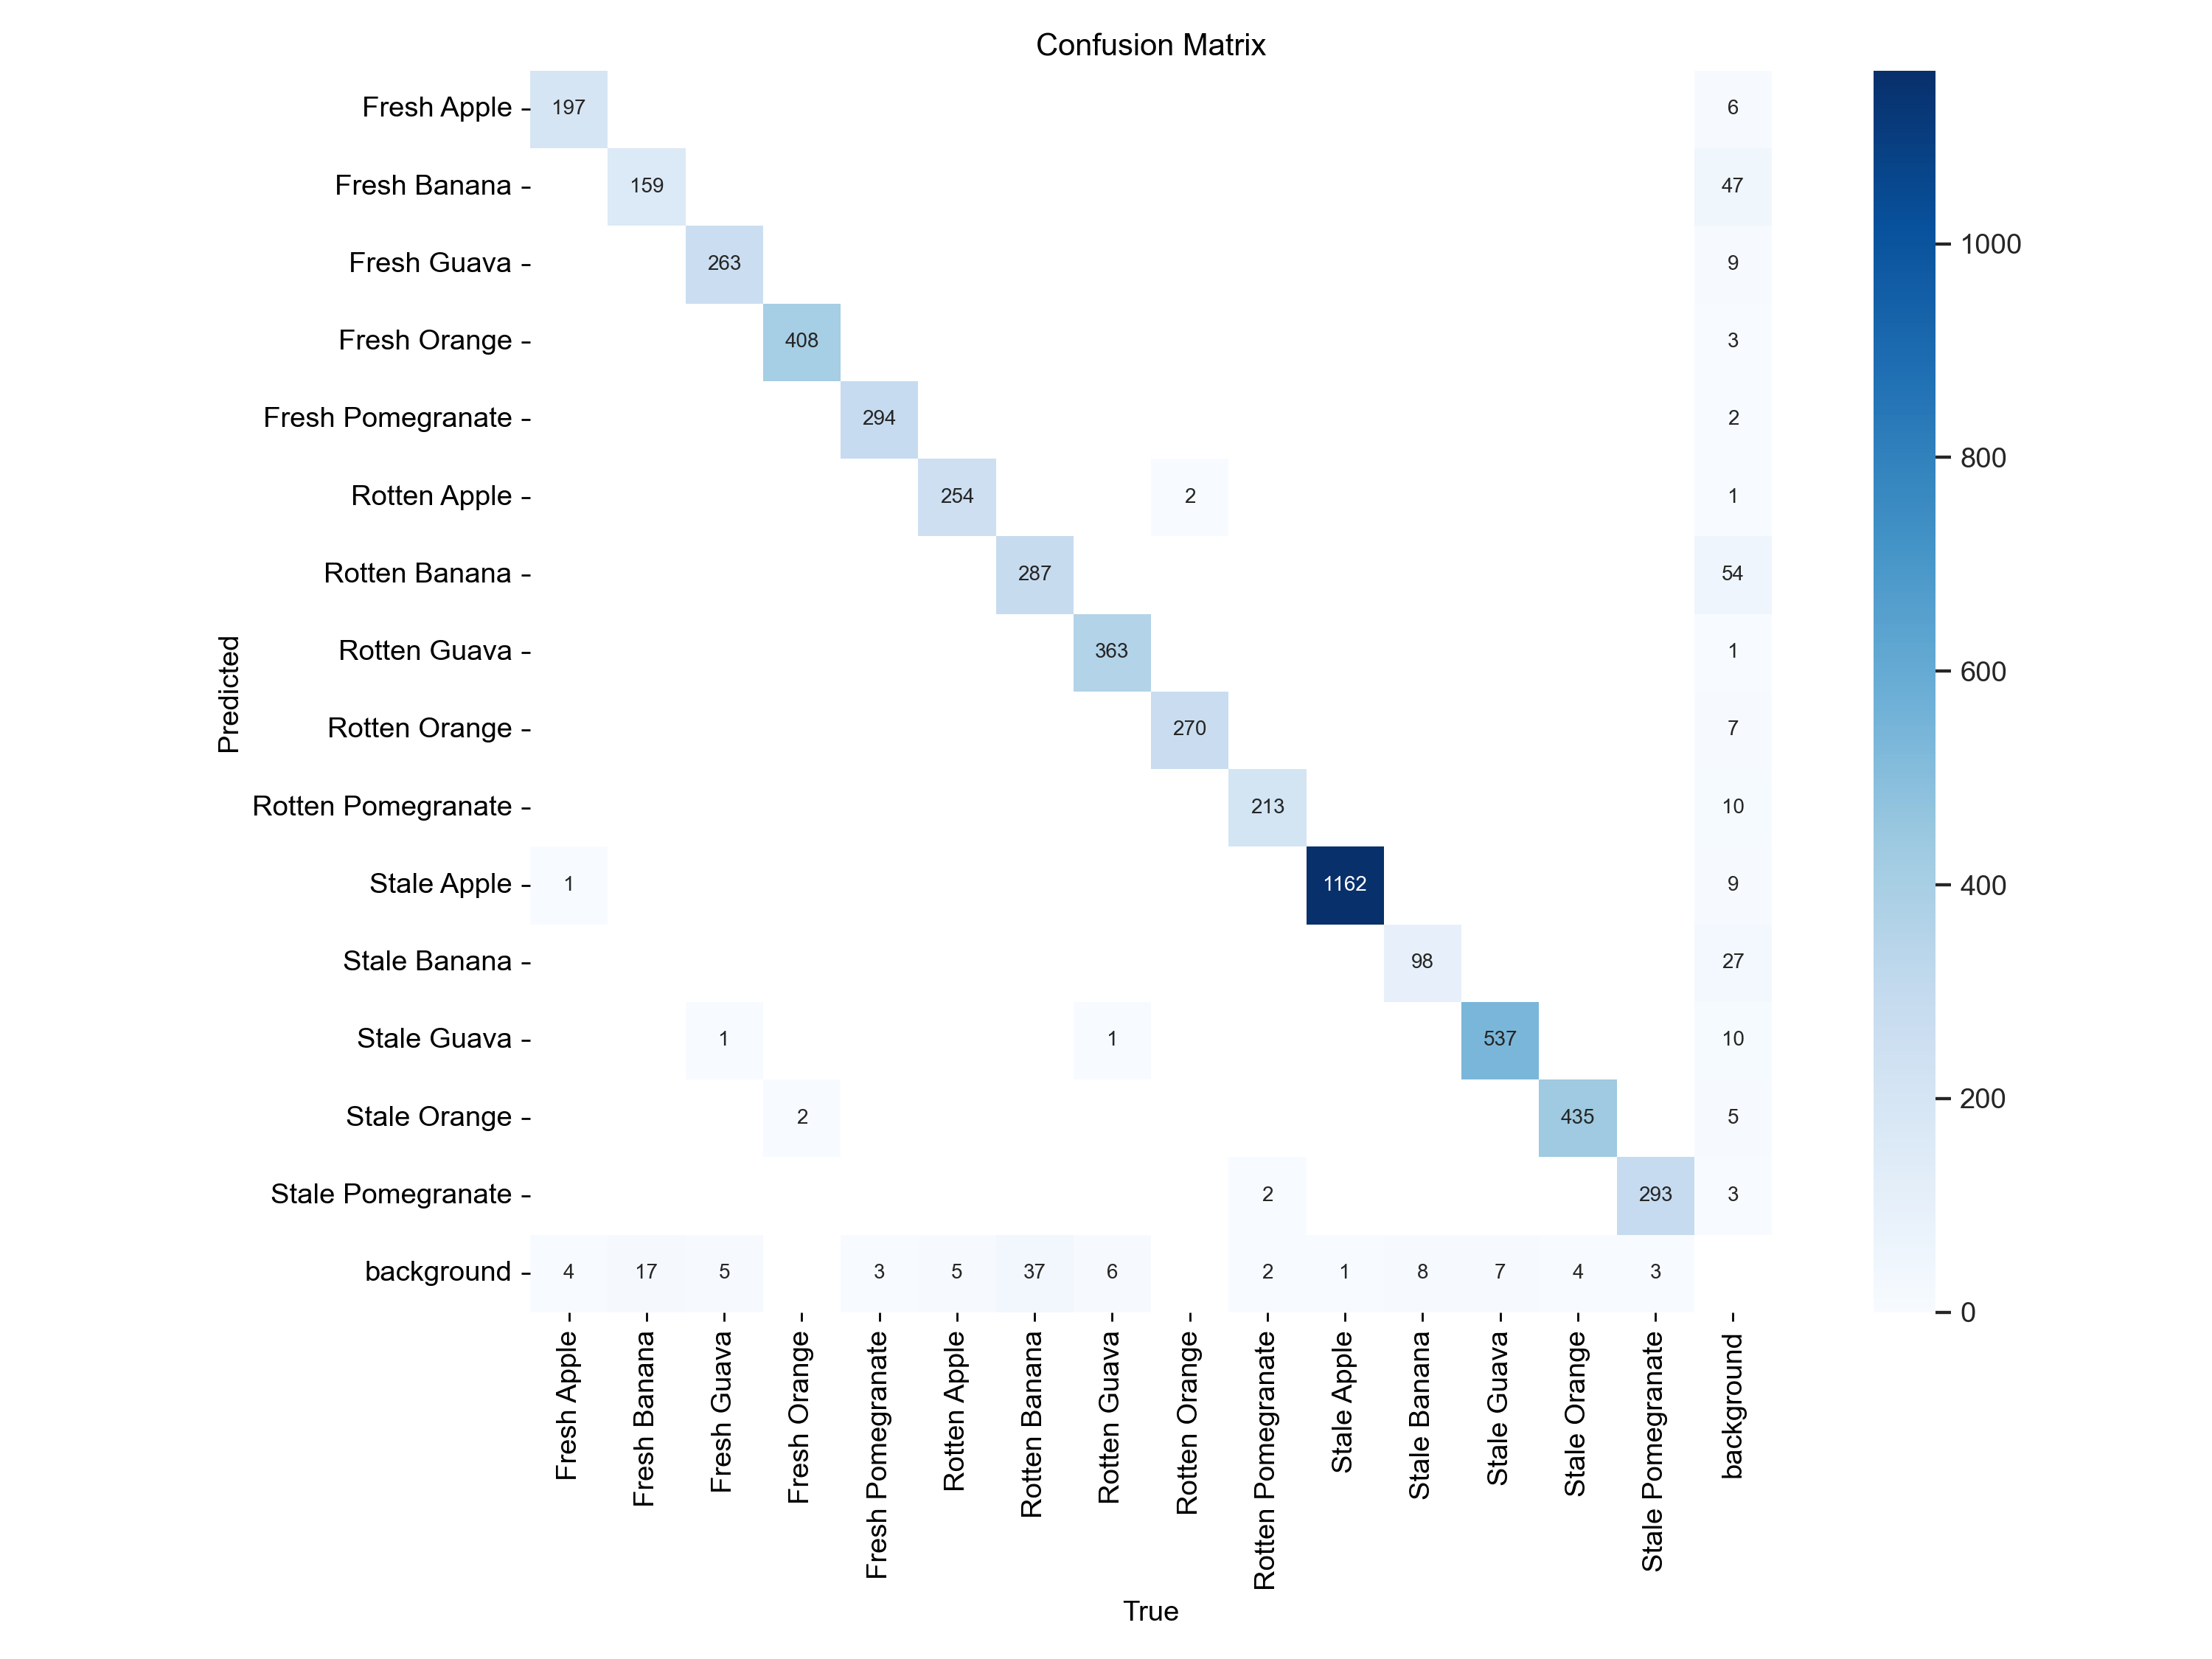 Confusion Matrix
Fresh Apple 197 6
Fresh Banana 159 47
Fresh Guava 263 9
Fresh Orange 408 3
Fresh Pomegranate 294 2
Rotten Apple 254 2 1
Rotten Banana 287 54
Rotten Guava 363 1
Rotten Orange 270 7
Rotten Pomegranate 213 10
Stale Apple 1 1162 9
Stale Banana 98 27
Stale Guava 1 1 537 10
Stale Orange 2 435 5
Stale Pomegranate 2 293 3
background 4 17 5 3 5 37 6 2 1 8 7 4 3
Predicted
Fresh Apple
Fresh Banana
Fresh Guava
Fresh Orange
Fresh Pomegranate
Rotten Apple
Rotten Banana
Rotten Guava
Rotten Orange
Rotten Pomegranate
Stale Apple
Stale Banana
Stale Guava
Stale Orange
Stale Pomegranate
background
True
1000
800
600
400
200
0